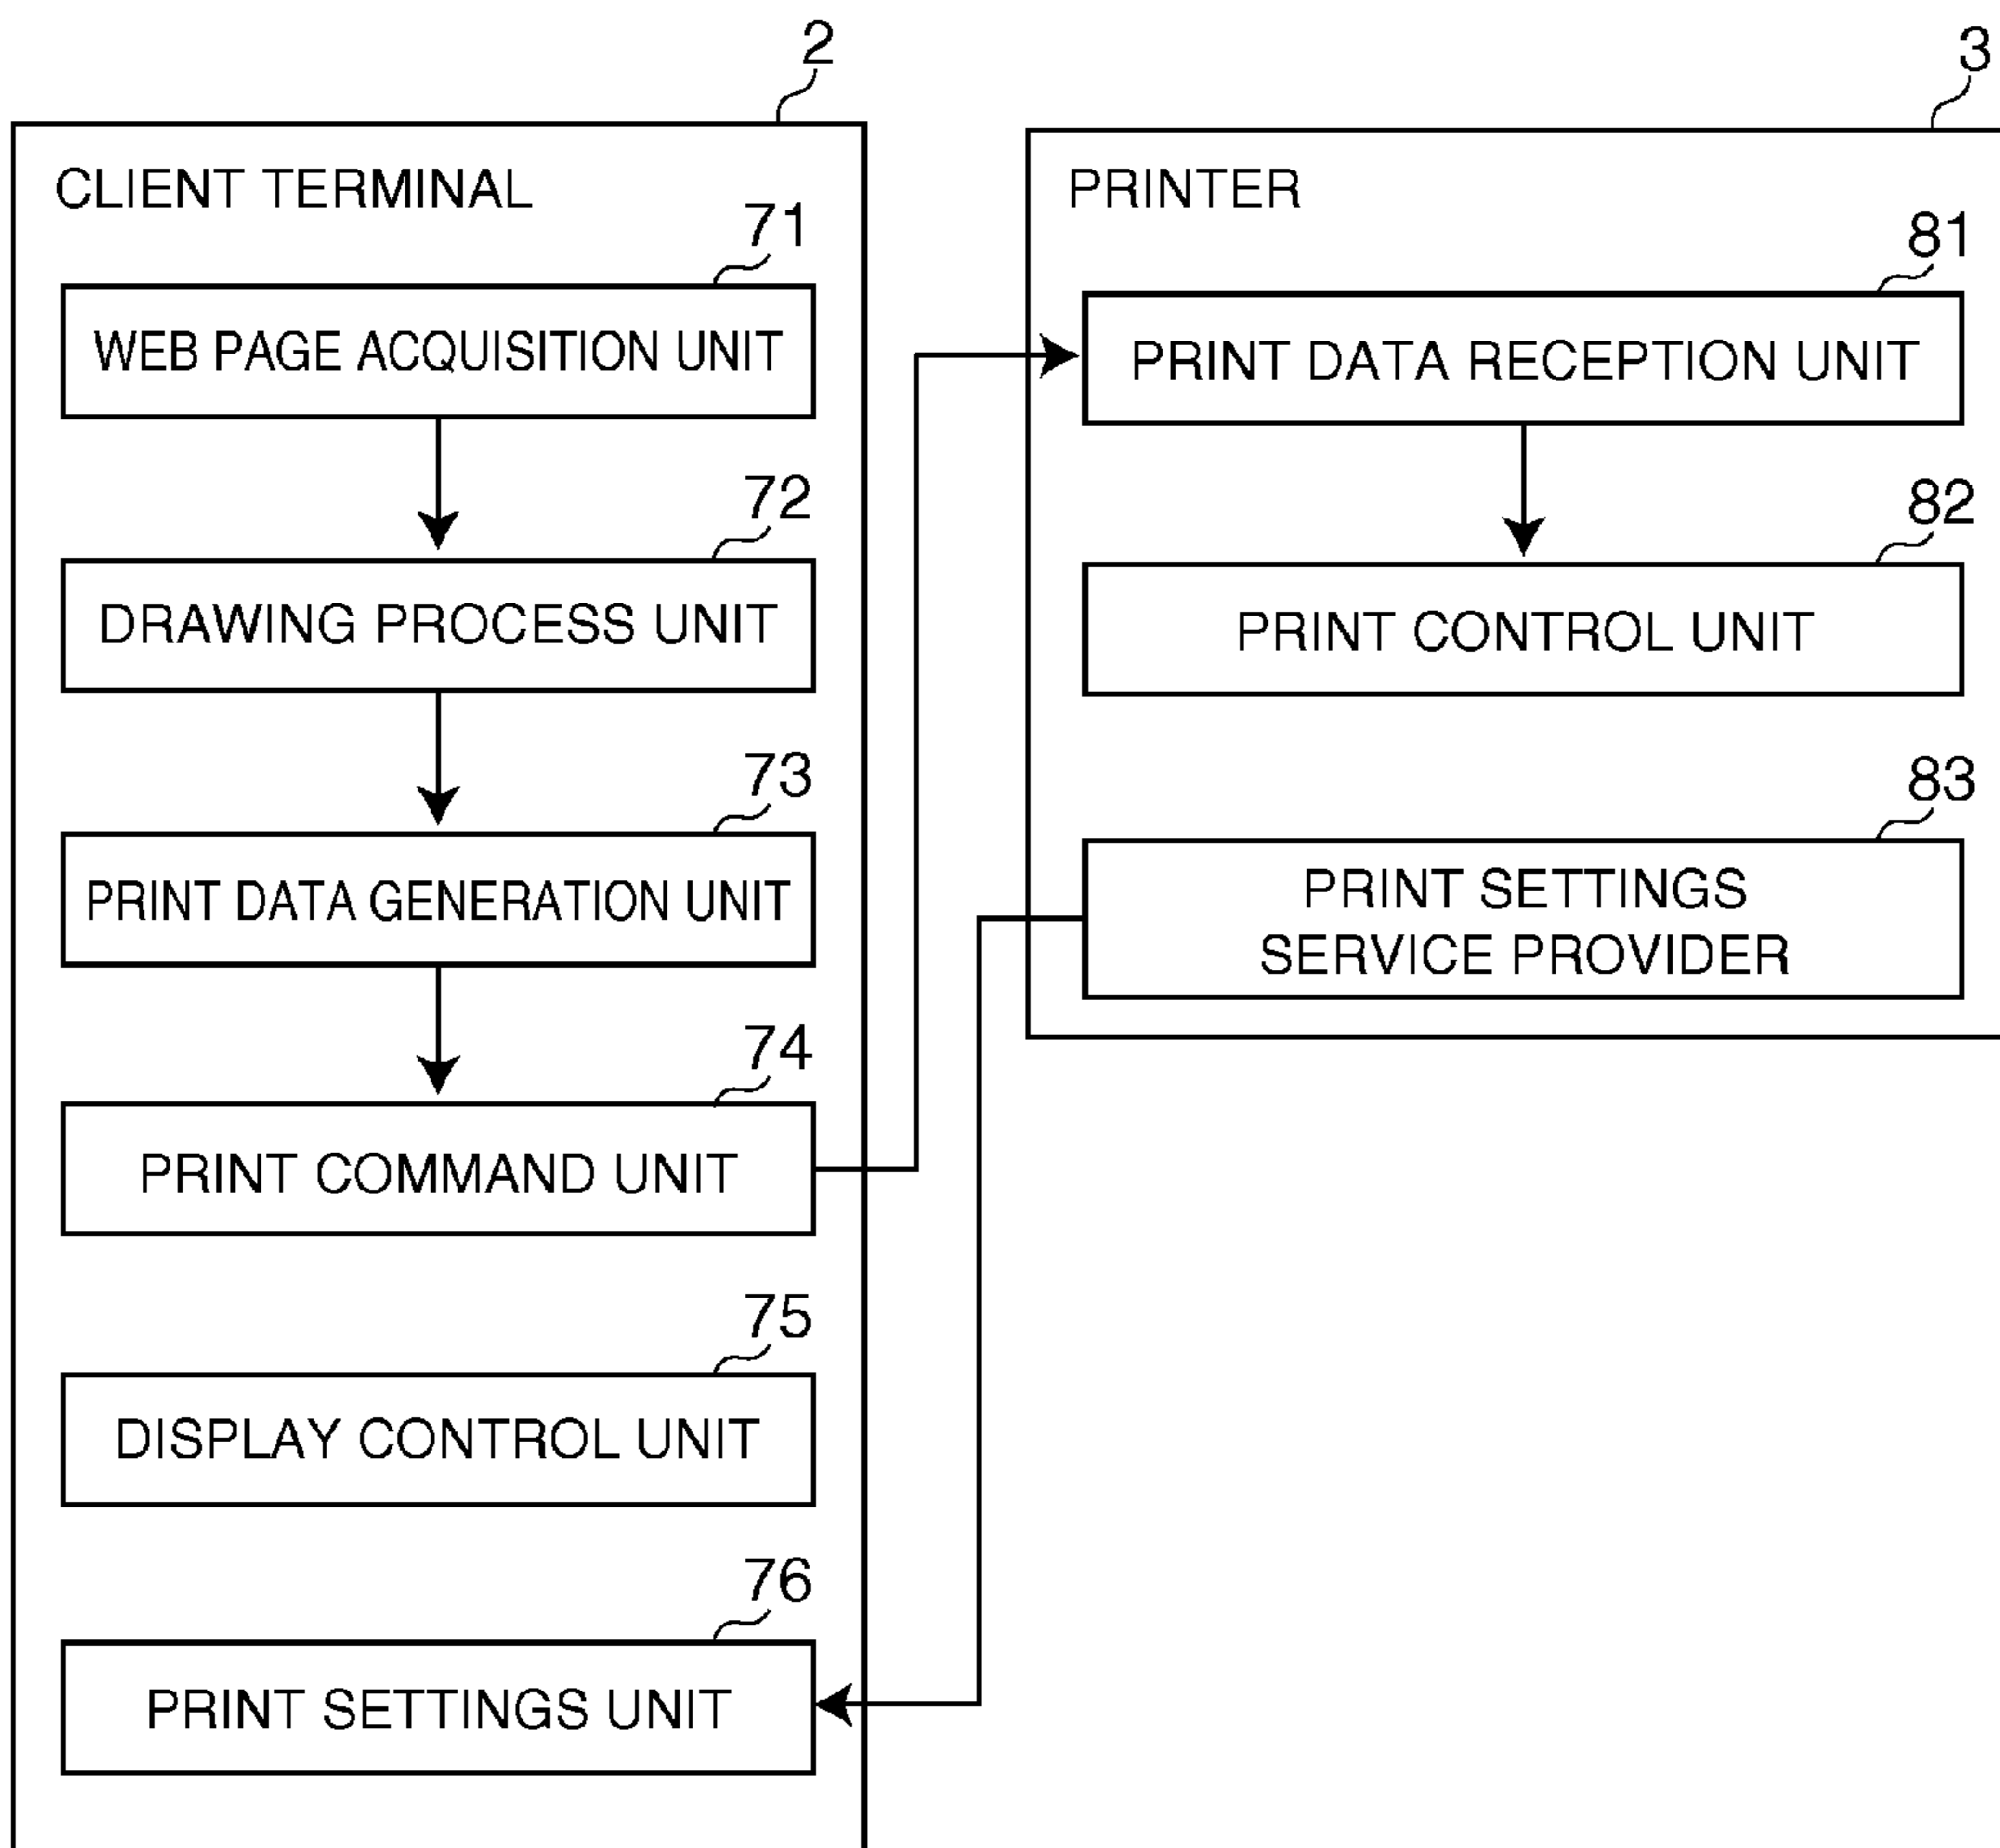 2
CLIENT TERMINAL
71
WEB PAGE ACQUISITION UNIT
72
DRAWING PROCESS UNIT
73
PRINT DATA GENERATION UNIT
74
PRINT COMMAND UNIT
75
DISPLAY CONTROL UNIT
76
PRINT SETTINGS UNIT
3
PRINTER
81
PRINT DATA RECEPTION UNIT
82
PRINT CONTROL UNIT
83
PRINT SETTINGS
SERVICE PROVIDER